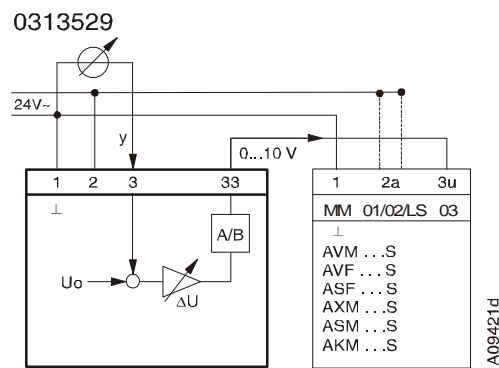 0313529
24V~
y
0...10 V
1 2 3 33
1 2a 3u
⊥
MM 01/02/LS 03
A/B
⊥
AVM ...S
AVF ...S
ASF ...S
AXM ...S
ASM ...S
AKM ...S
Uo
ΔU
A09421d